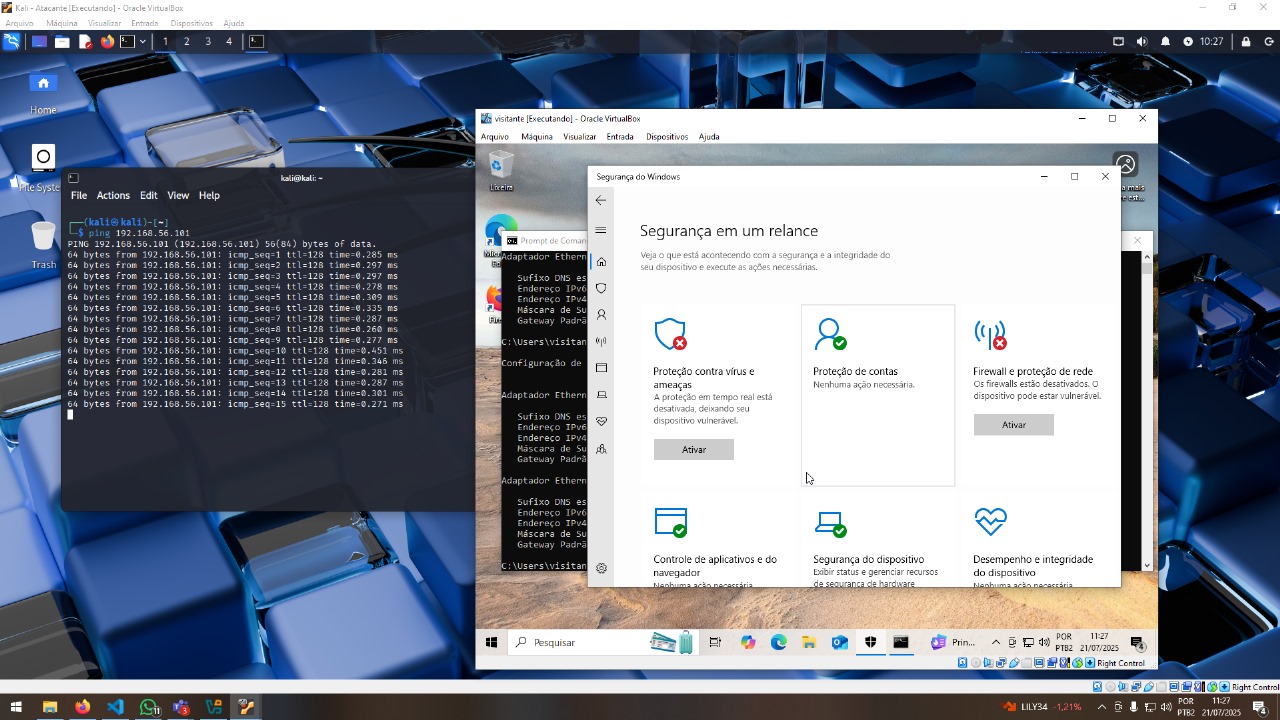 Kali - Atacante [Executando] - Oracle VirtualBox
Arquivo Máquina Visualizar Entrada Dispositivos Ajuda
1 2 3 4
10:27
Home
File Syste
Trash
kali@kali: ~
File Actions Edit View Help
(kali㉿kali)-[~]
$ ping 192.168.56.101
PING 192.168.56.101 (192.168.56.101) 56(84) bytes of data.
64 bytes from 192.168.56.101: icmp_seq=1 ttl=128 time=0.285 ms
64 bytes from 192.168.56.101: icmp_seq=2 ttl=128 time=0.297 ms
64 bytes from 192.168.56.101: icmp_seq=3 ttl=128 time=0.297 ms
64 bytes from 192.168.56.101: icmp_seq=4 ttl=128 time=0.278 ms
64 bytes from 192.168.56.101: icmp_seq=5 ttl=128 time=0.309 ms
64 bytes from 192.168.56.101: icmp_seq=6 ttl=128 time=0.335 ms
64 bytes from 192.168.56.101: icmp_seq=7 ttl=128 time=0.287 ms
64 bytes from 192.168.56.101: icmp_seq=8 ttl=128 time=0.260 ms
64 bytes from 192.168.56.101: icmp_seq=9 ttl=128 time=0.277 ms
64 bytes from 192.168.56.101: icmp_seq=10 ttl=128 time=0.451 ms
64 bytes from 192.168.56.101: icmp_seq=11 ttl=128 time=0.346 ms
64 bytes from 192.168.56.101: icmp_seq=12 ttl=128 time=0.281 ms
64 bytes from 192.168.56.101: icmp_seq=13 ttl=128 time=0.287 ms
64 bytes from 192.168.56.101: icmp_seq=14 ttl=128 time=0.301 ms
64 bytes from 192.168.56.101: icmp_seq=15 ttl=128 time=0.271 ms
visitante [Executando] - Oracle VirtualBox
Arquivo Máquina Visualizar Entrada Dispositivos Ajuda
Lixeira
Prompt de Coman
Adaptador Ethern
Sufixo DNS es
Endereço IPv6
Endereço IPv4
Máscara de Su
Gateway Padrã
C:\Users\visitan
Configuração de
Adaptador Ethern
Sufixo DNS es
Endereço IPv6
Endereço IPv4
Máscara de Su
Gateway Padrã
Adaptador Ethern
Sufixo DNS es
Endereço IPv6
Endereço IPv4
Máscara de Su
Gateway Padrã
C:\Users\visitan
Segurança do Windows
Segurança em um relance
Veja o que está acontecendo com a segurança e a integridade do
seu dispositivo e execute as ações necessárias.
Proteção contra vírus e
ameaças
A proteção em tempo real está
desativada, deixando seu
dispositivo vulnerável.
Ativar
Proteção de contas
Nenhuma ação necessária.
Firewall e proteção de rede
Os firewalls estão desativados. O
dispositivo pode estar vulnerável.
Ativar
Controle de aplicativos e do
navegador
Nenhuma ação necessária
Segurança do dispositivo
Exibir status e gerenciar recursos
de segurança de hardware
Desempenho e integridade
do dispositivo
Nenhuma ação necessária
Pesquisar
Prin...
POR
PTB2
11:27
21/07/2025
4
Right Control
Right Control
11
3
LILY34 -1,21%
POR
PTB2
11:27
21/07/2025
4